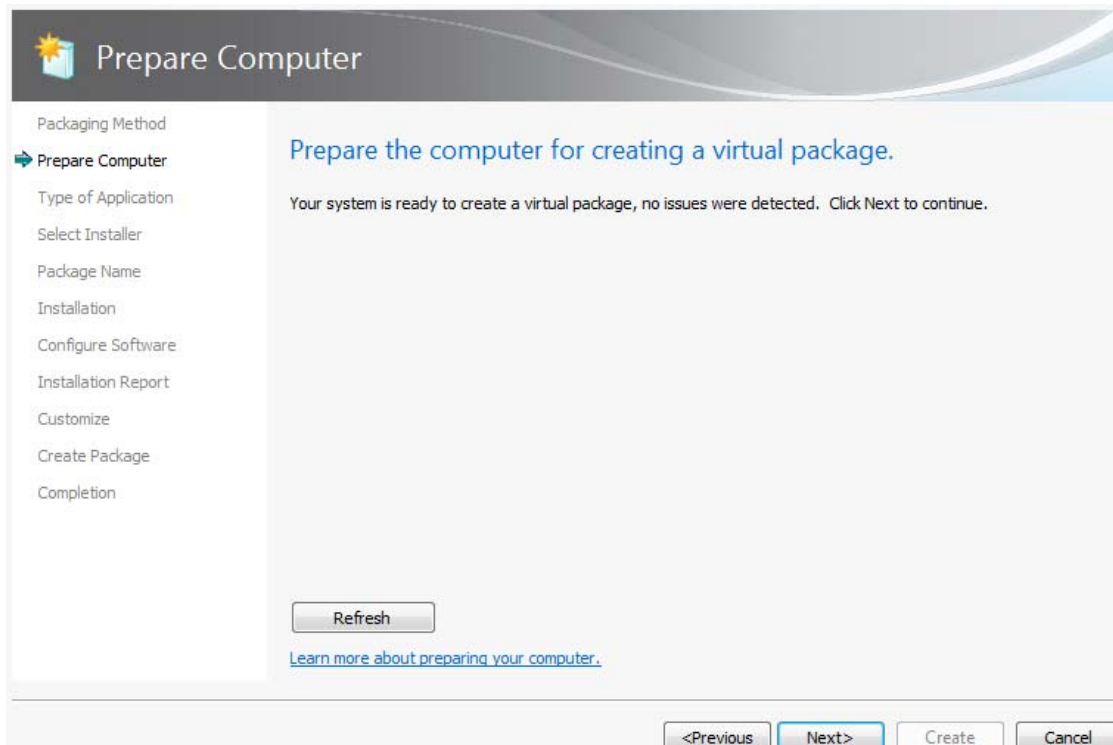 Prepare Computer
Packaging Method
Prepare Computer
Type of Application
Select Installer
Package Name
Installation
Configure Software
Installation Report
Customize
Create Package
Completion
Prepare the computer for creating a virtual package.
Your system is ready to create a virtual package, no issues were detected.  Click Next to continue.
Refresh
Learn more about preparing your computer.
<Previous
Next>
Create
Cancel